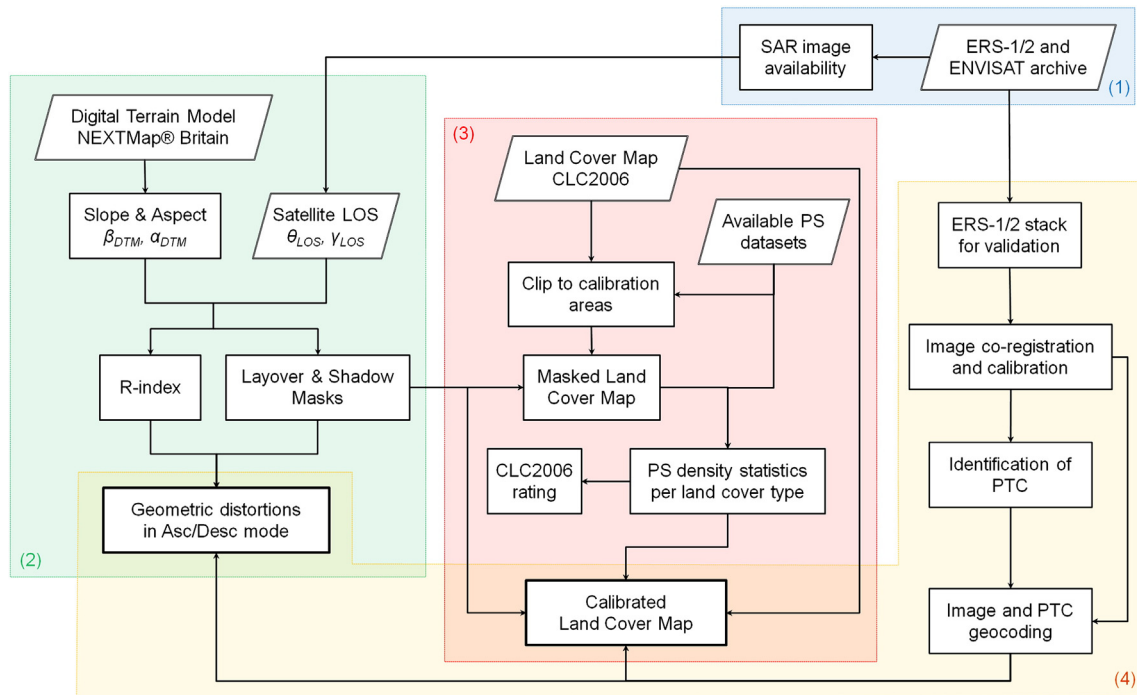 SAR image
availability
ERS-1/2 and
ENVISAT archive
(1)
Digital Terrain Model
NEXTMap® Britain
Slope & Aspect
βDTM, αDTM
Satellite LOS
θLOS, γLOS
R-index
Layover & Shadow
Masks
Geometric distortions
in Asc/Desc mode
(2)
(3)
Land Cover Map
CLC2006
Available PS
datasets
Clip to calibration
areas
Masked Land
Cover Map
CLC2006
rating
PS density statistics
per land cover type
Calibrated
Land Cover Map
ERS-1/2 stack
for validation
Image co-registration
and calibration
Identification of
PTC
Image and PTC
geocoding
(4)